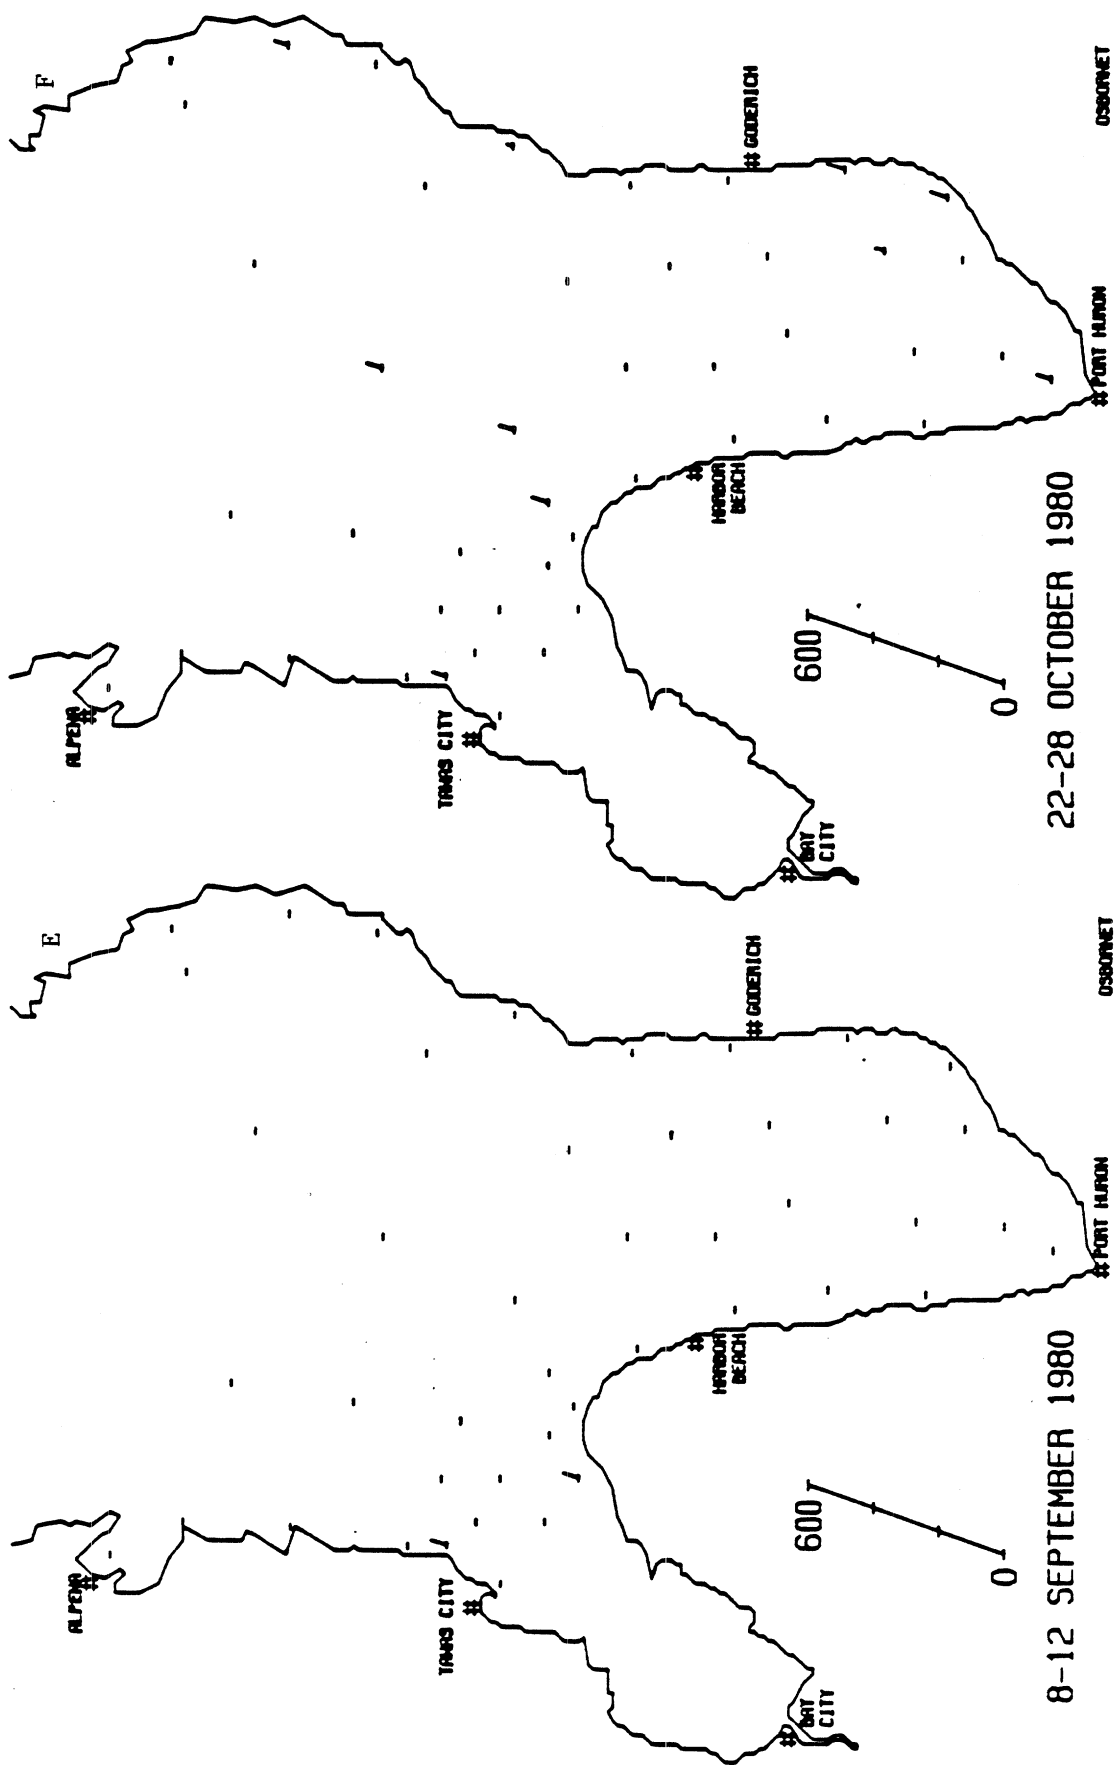 E
## ALPENA
## TAWAS CITY
## BAY
CITY
## HARBOR
BEACH
## GODERICH
## PORT HURON
600
0
8-12 SEPTEMBER 1980
OSBORNET
F
## ALPENA
## TAWAS CITY
## BAY
CITY
## HARBOR
BEACH
## GODERICH
## PORT HURON
600
0
22-28 OCTOBER 1980
OSBORNET